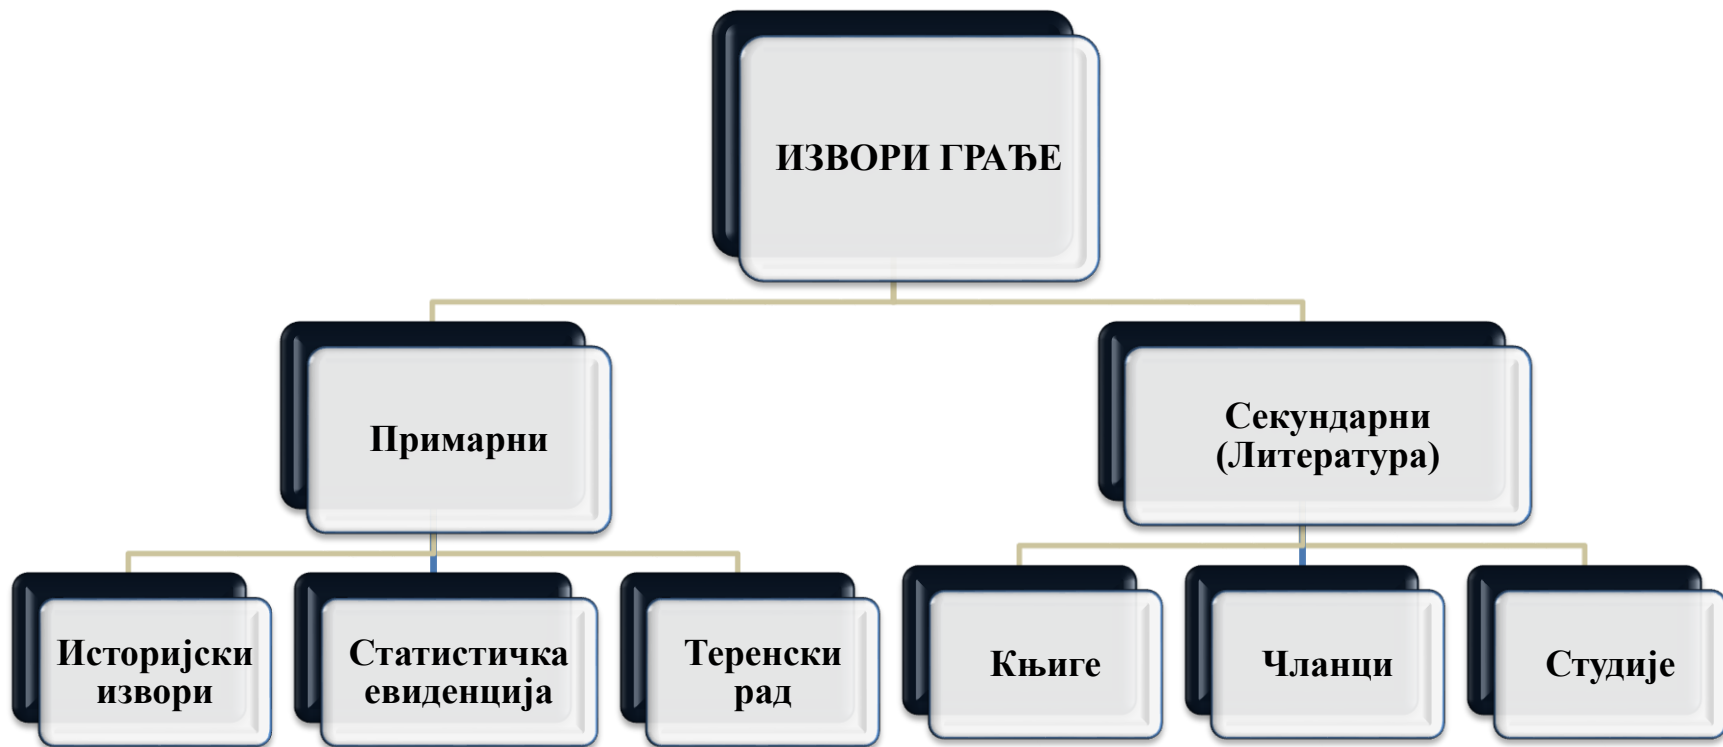 ИЗВОРИ ГРАЂЕ
Примарни
Секундарни
(Литература)
Историјски
извори
Статистичка
евиденција
Теренски
рад
Књиге
Чланци
Студије